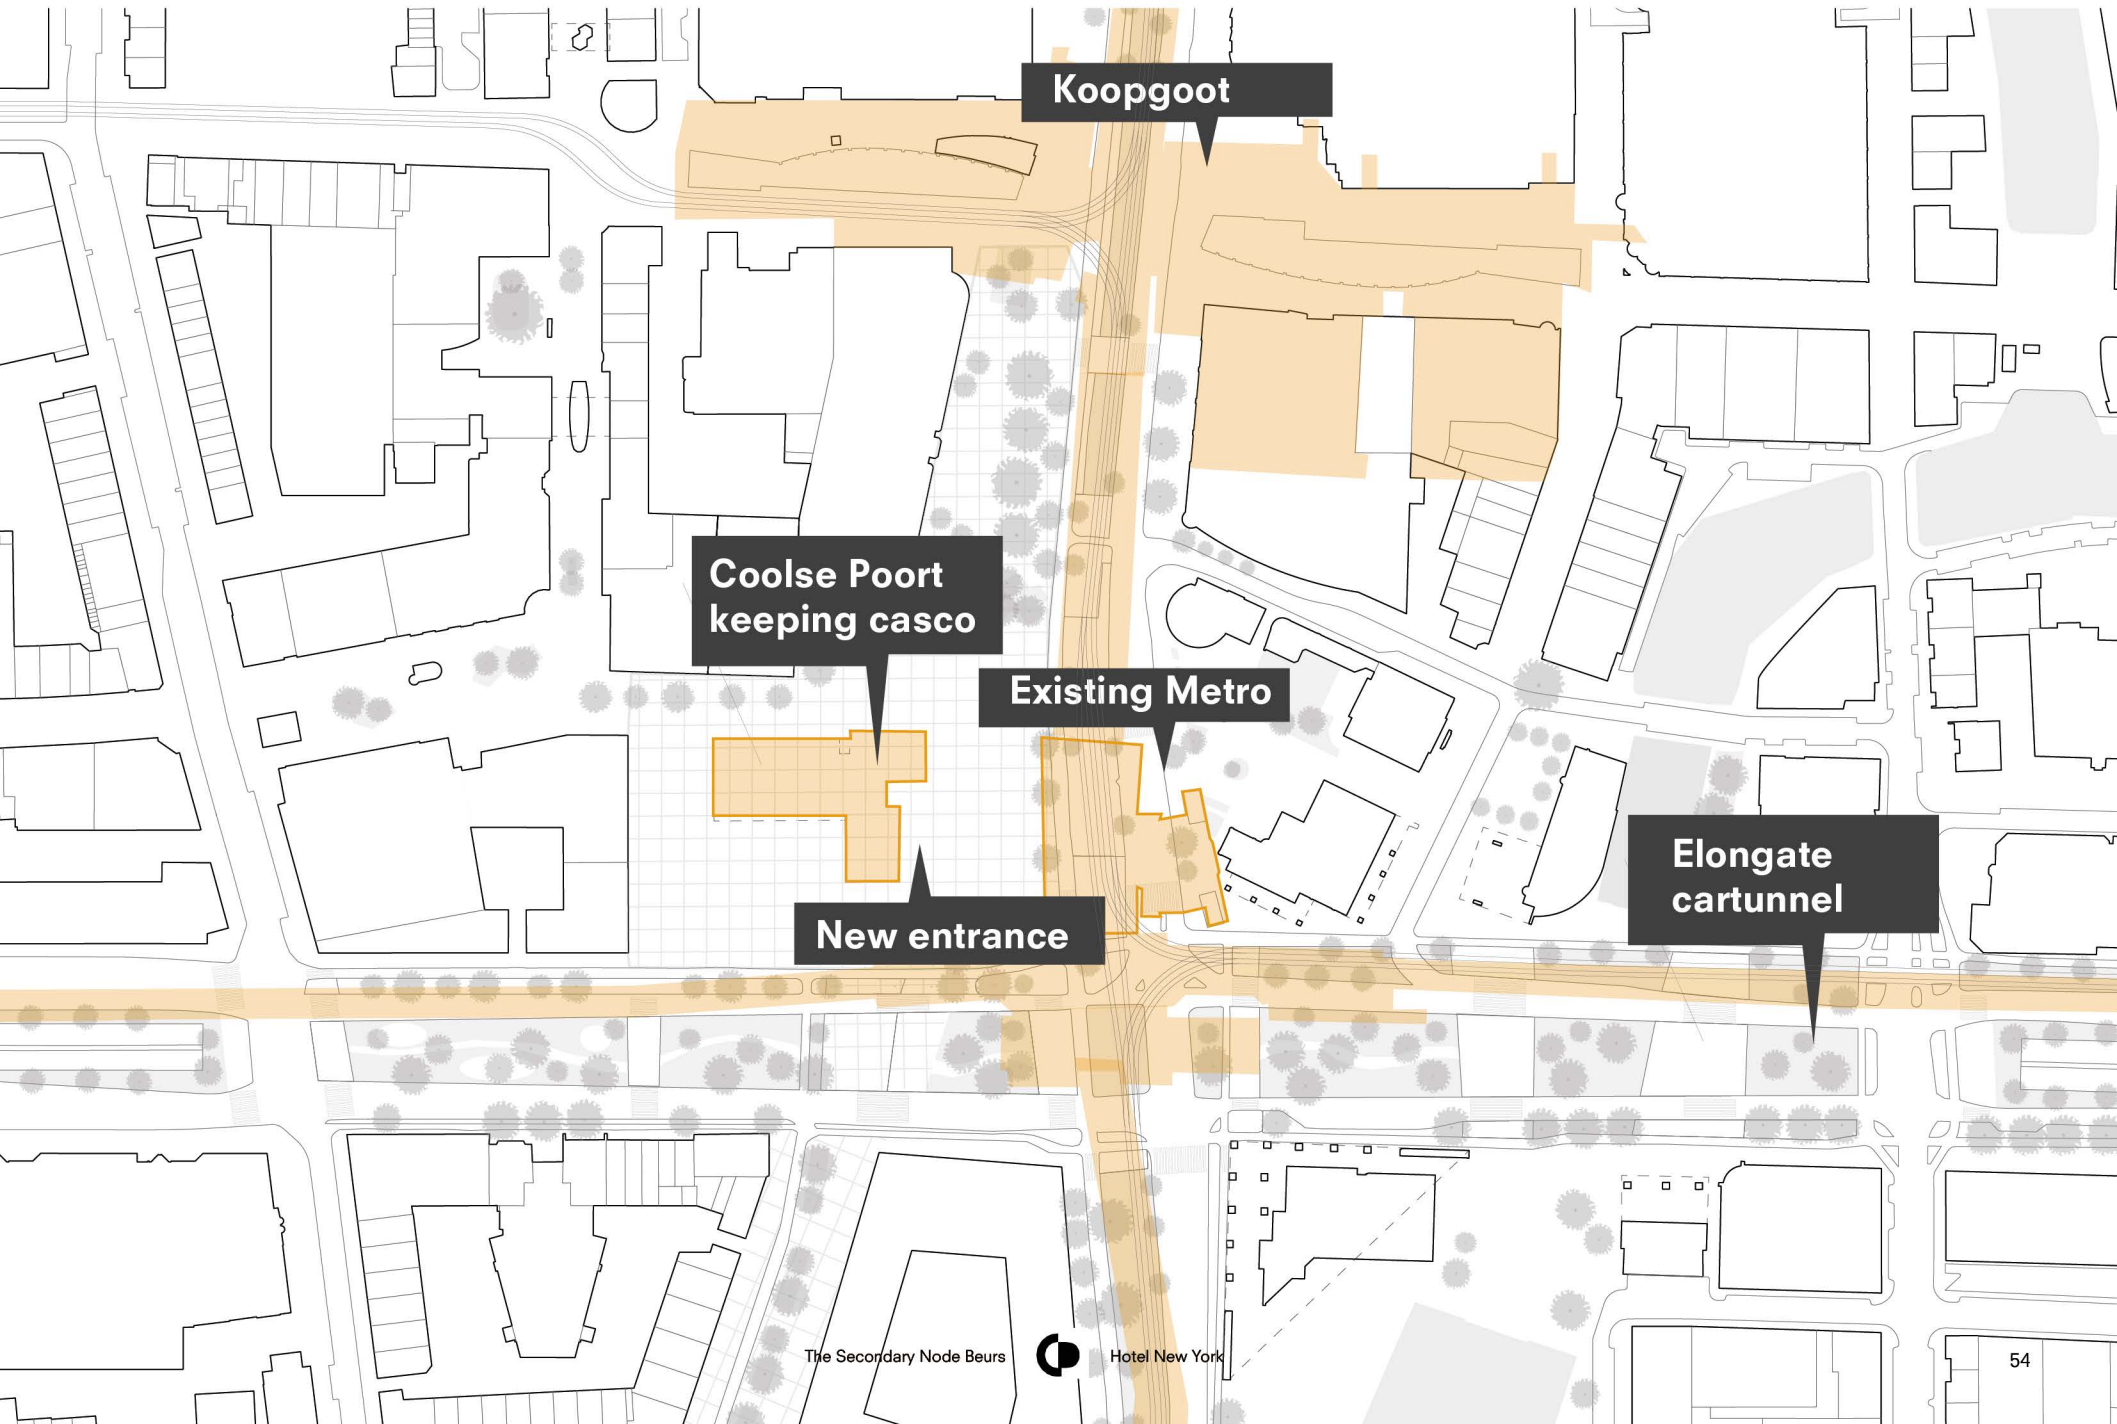 Koopgoot
Coolse Poort
keeping casco
Existing Metro
Elongate
cartunnel
New entrance
The Secondary Node Beurs
Hotel New York
54